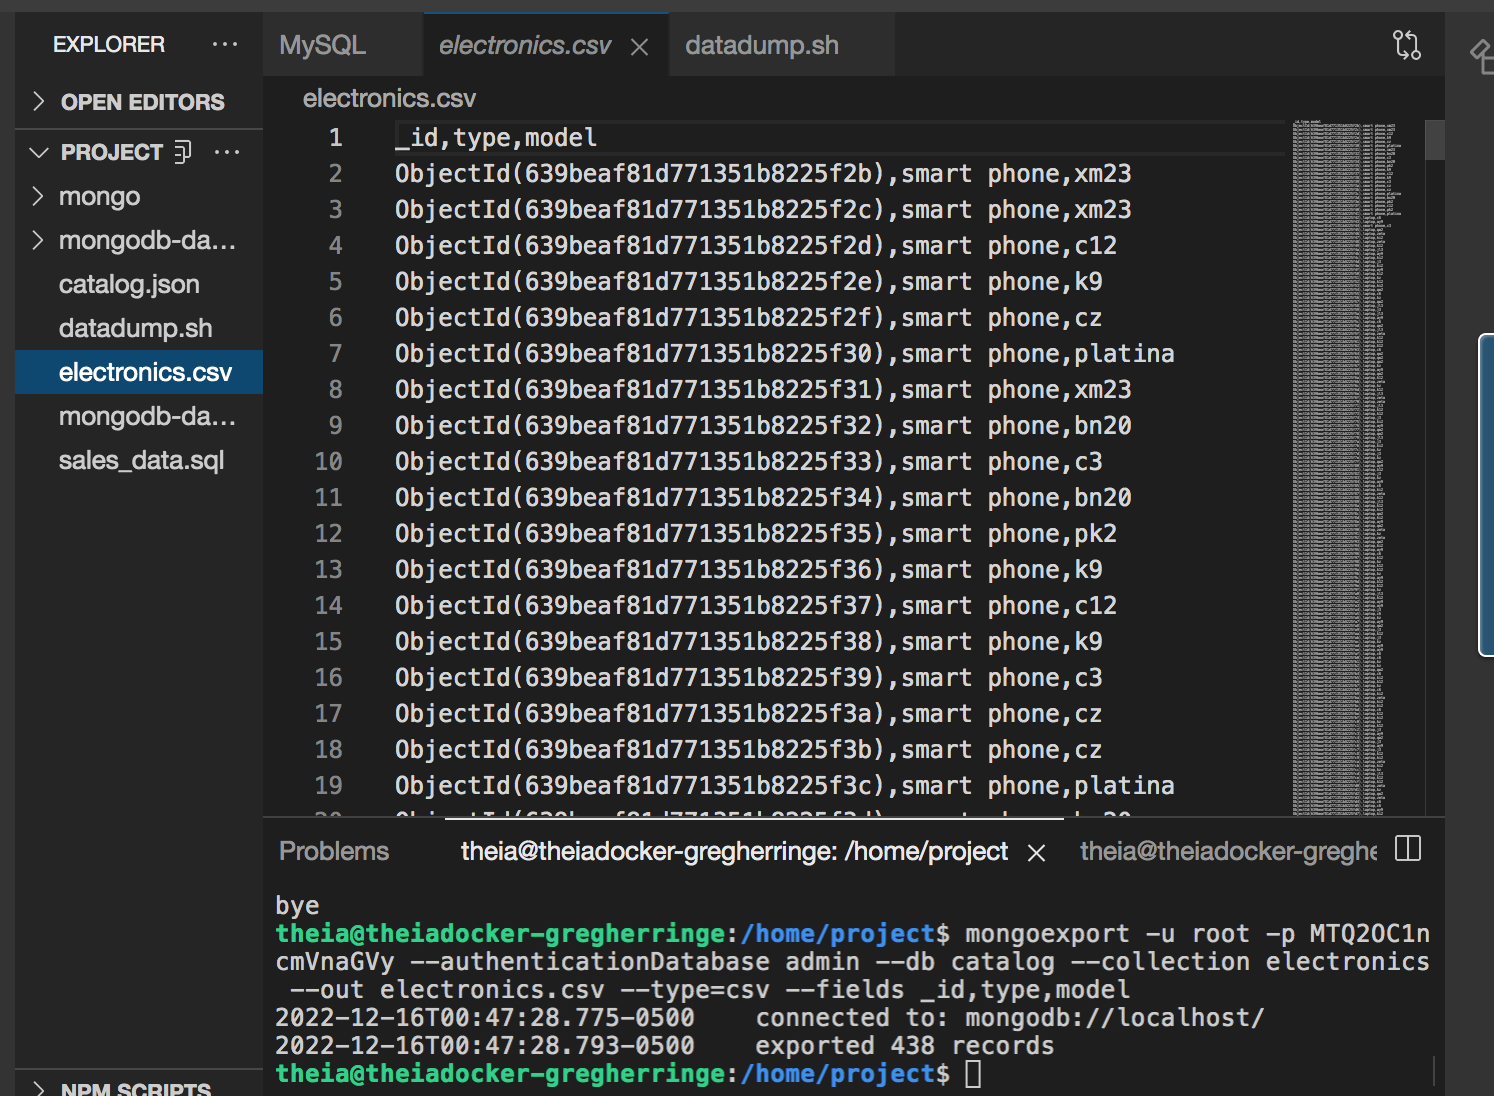 EXPLORER
OPEN EDITORS
PROJECT
mongo
mongodb-da...
catalog.json
datadump.sh
electronics.csv
mongodb-da...
sales_data.sql
NPM SCRIPTS
MySQL
electronics.csv
datadump.sh
electronics.csv
1 _id,type,model
2 ObjectId(639beaf81d771351b8225f2b),smart phone,xm23
3 ObjectId(639beaf81d771351b8225f2c),smart phone,xm23
4 ObjectId(639beaf81d771351b8225f2d),smart phone,c12
5 ObjectId(639beaf81d771351b8225f2e),smart phone,k9
6 ObjectId(639beaf81d771351b8225f2f),smart phone,cz
7 ObjectId(639beaf81d771351b8225f30),smart phone,platina
8 ObjectId(639beaf81d771351b8225f31),smart phone,xm23
9 ObjectId(639beaf81d771351b8225f32),smart phone,bn20
10 ObjectId(639beaf81d771351b8225f33),smart phone,c3
11 ObjectId(639beaf81d771351b8225f34),smart phone,bn20
12 ObjectId(639beaf81d771351b8225f35),smart phone,pk2
13 ObjectId(639beaf81d771351b8225f36),smart phone,k9
14 ObjectId(639beaf81d771351b8225f37),smart phone,c12
15 ObjectId(639beaf81d771351b8225f38),smart phone,k9
16 ObjectId(639beaf81d771351b8225f39),smart phone,c3
17 ObjectId(639beaf81d771351b8225f3a),smart phone,cz
18 ObjectId(639beaf81d771351b8225f3b),smart phone,cz
19 ObjectId(639beaf81d771351b8225f3c),smart phone,platina
Problems
theia@theiadocker-gregherringe: /home/project
theia@theiadocker-greghe
bye
theia@theiadocker-gregherringe:/home/project$ mongoexport -u root -p MTQ2OC1n
cmVnaGVy --authenticationDatabase admin --db catalog --collection electronics
--out electronics.csv --type=csv --fields _id,type,model
2022-12-16T00:47:28.775-0500 connected to: mongodb://localhost/
2022-12-16T00:47:28.793-0500 exported 438 records
theia@theiadocker-gregherringe:/home/project$